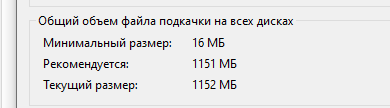 Общий объем файла подкачки на всех дисках
Минимальный размер: 16 МБ
Рекомендуется: 1151 МБ
Текущий размер: 1152 МБ